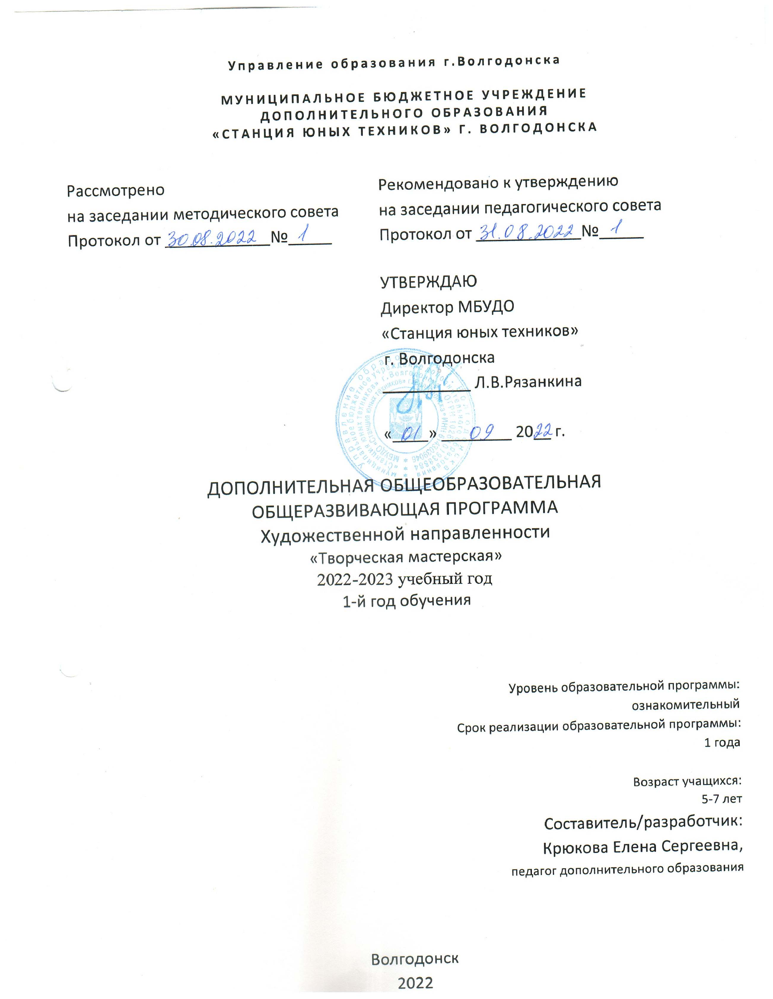 Управление образования г.Волгодонска
МУНИЦИПАЛЬНОЕ БЮДЖЕТНОЕ УЧРЕЖДЕНИЕ
ДОПОЛНИТЕЛЬНОГО ОБРАЗОВАНИЯ
«СТАНЦИЯ ЮНЫХ ТЕХНИКОВ» Г. ВОЛГОДОНСКА
Рассмотрено
на заседании методического совета
Протокол от 30.08.2022 № 1
Рекомендовано к утверждению
на заседании педагогического совета
Протокол от 31.08.2022 № 1
УТВЕРЖДАЮ
Директор МБУДО
«Станция юных техников»
г. Волгодонска
Л.В.Рязанкина
«01» 09 2022 г.
ДОПОЛНИТЕЛЬНАЯ ОБЩЕОБРАЗОВАТЕЛЬНАЯ
ОБЩЕРАЗВИВАЮЩАЯ ПРОГРАММА
Художественной направленности
«Творческая мастерская»
2022-2023 учебный год
1-й год обучения
Уровень образовательной программы:
ознакомительный
Срок реализации образовательной программы:
1 года
Возраст учащихся:
5-7 лет
Составитель/разработчик:
Крюкова Елена Сергеевна,
педагог дополнительного образования
Волгодонск
2022